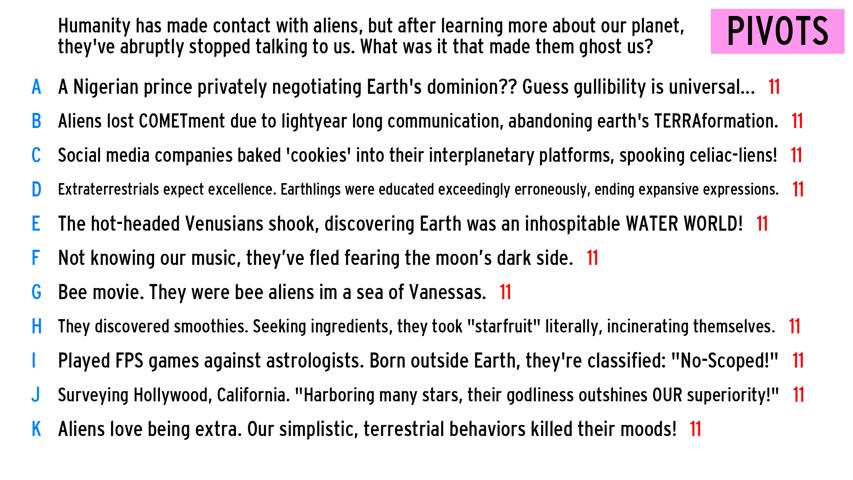 Humanity has made contact with aliens, but after learning more about our planet,
they've abruptly stopped talking to us. What was it that made them ghost us?
PIVOTS
A A Nigerian prince privately negotiating Earth's dominion?? Guess gullibility is universal... 11
B Aliens lost COMETment due to lightyear long communication, abandoning earth's TERRAformation. 11
C Social media companies baked 'cookies' into their interplanetary platforms, spooking celiac-liens! 11
D Extraterrestrials expect excellence. Earthlings were educated exceedingly erroneously, ending expansive expressions. 11
E The hot-headed Venusians shook, discovering Earth was an inhospitable WATER WORLD! 11
F Not knowing our music, they’ve fled fearing the moon’s dark side. 11
G Bee movie. They were bee aliens im a sea of Vanessas. 11
H They discovered smoothies. Seeking ingredients, they took "starfruit" literally, incinerating themselves. 11
I Played FPS games against astrologists. Born outside Earth, they're classified: "No-Scoped!" 11
J Surveying Hollywood, California. "Harboring many stars, their godliness outshines OUR superiority!" 11
K Aliens love being extra. Our simplistic, terrestrial behaviors killed their moods! 11